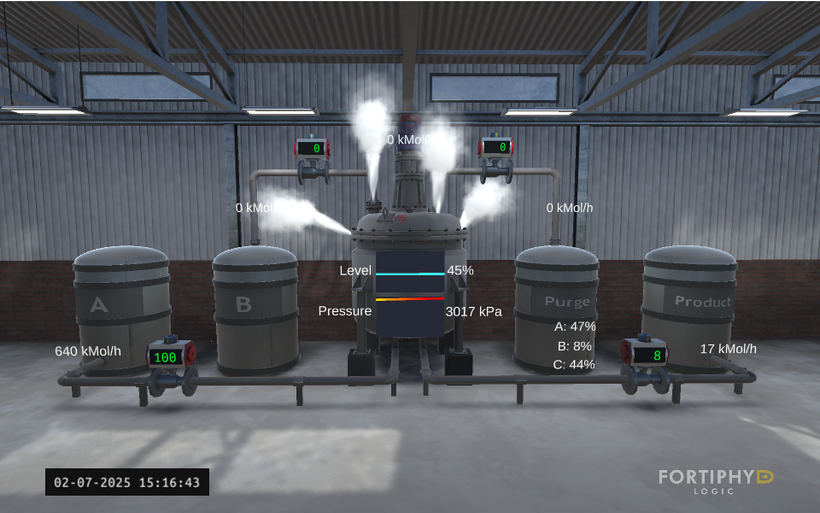 0 kMol/h
0
0
0 kMol/h
0 kMol/h
Level 45%
A
B
Purge
Product
Pressure 3017 kPa
A: 47%
B: 8%
C: 44%
640 kMol/h
100
8
17 kMol/h
02-07-2025 15:16:43
FORTIPHYD
LOGIC